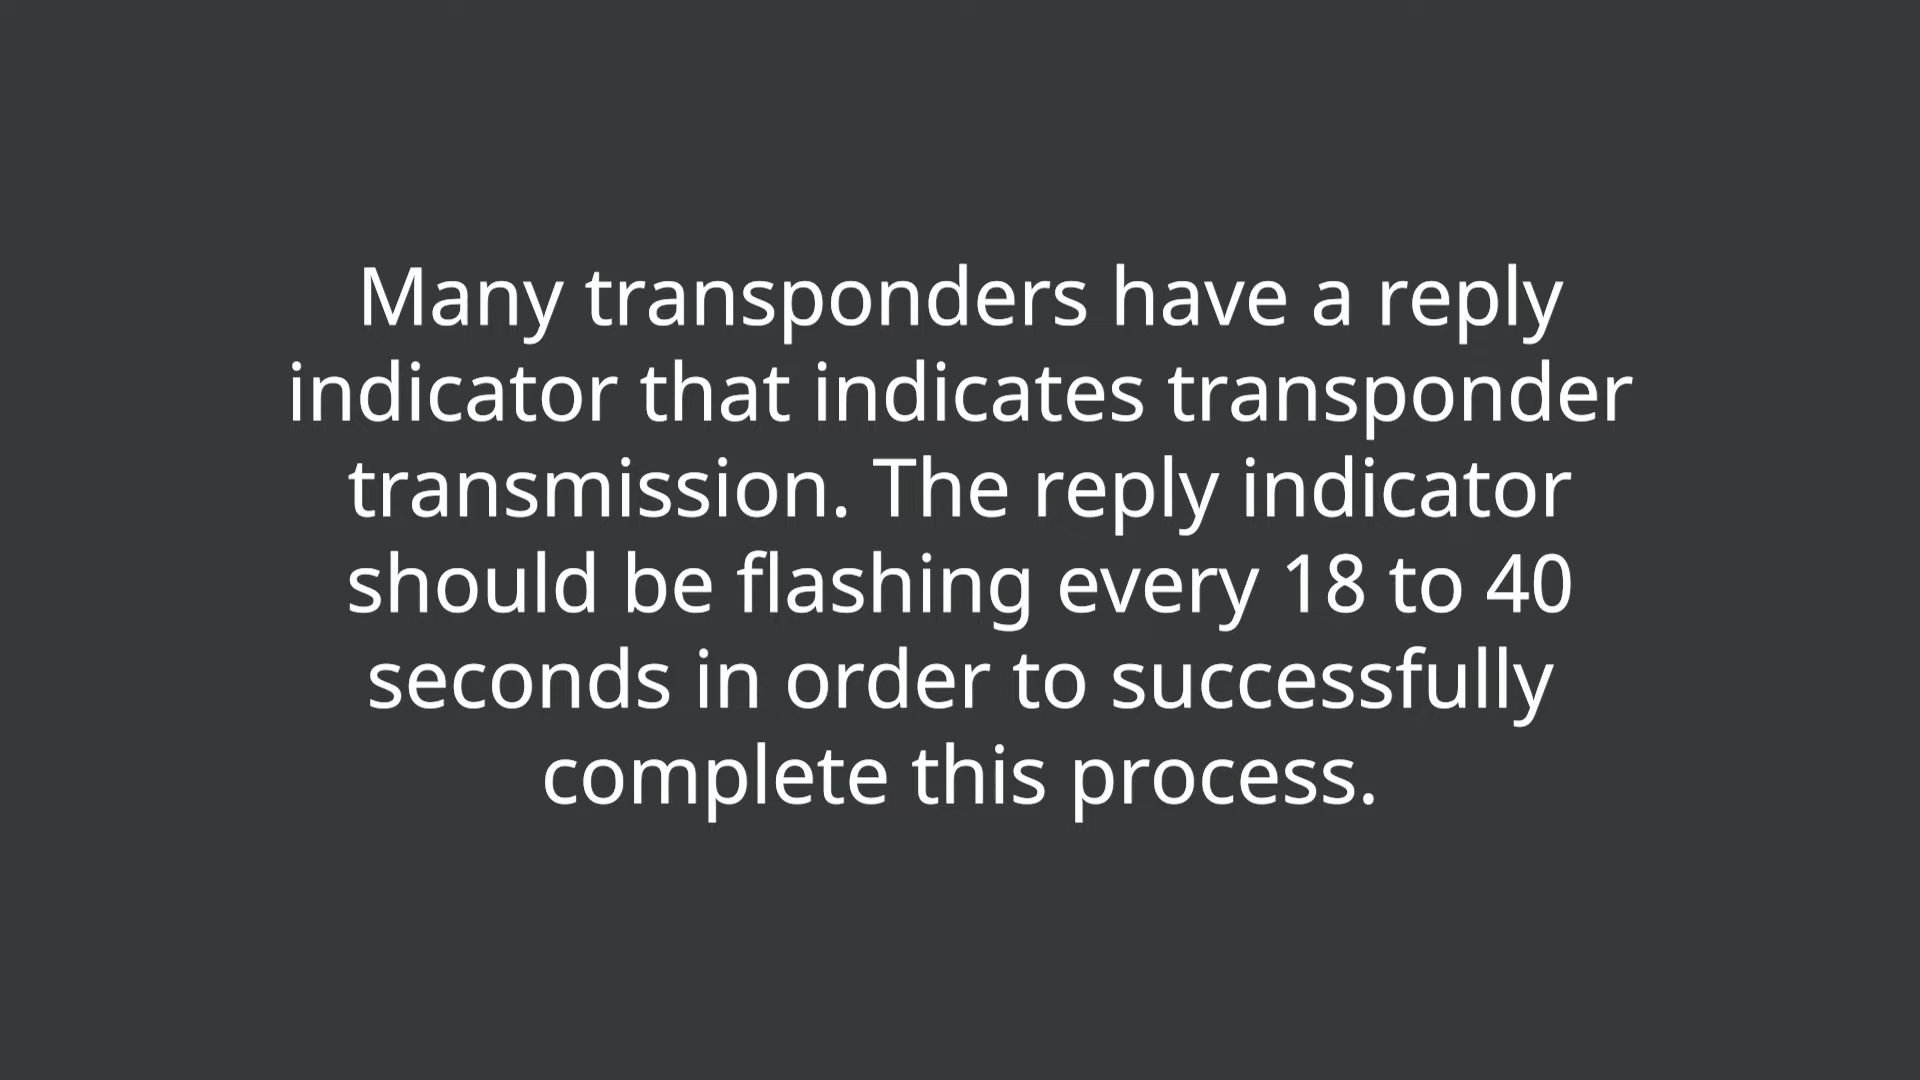 Many transponders have a reply
indicator that indicates transponder
transmission. The reply indicator
should be flashing every 18 to 40
seconds in order to successfully
complete this process.